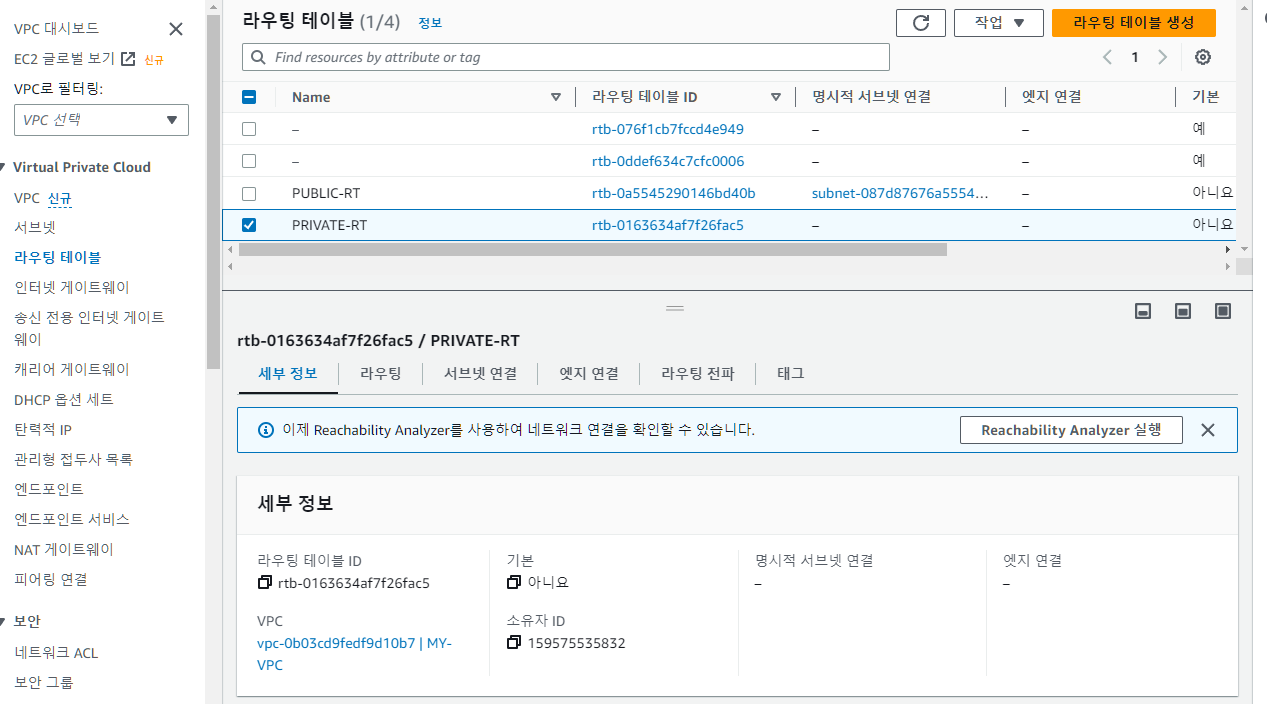 VPC 대시보드
EC2 글로벌 보기 신규
VPC로 필터링:
VPC 선택
Virtual Private Cloud
VPC 신규
서브넷
라우팅 테이블
인터넷 게이트웨이
송신 전용 인터넷 게이트
웨이
캐리어 게이트웨이
DHCP 옵션 세트
탄력적 IP
관리형 접두사 목록
엔드포인트
엔드포인트 서비스
NAT 게이트웨이
피어링 연결
보안
네트워크 ACL
보안 그룹
라우팅 테이블 (1/4) 정보
작업
라우팅 테이블 생성
Find resources by attribute or tag
1
Name 라우팅 테이블 ID 명시적 서브넷 연결 엣지 연결 기본
– rtb-076f1cb7fccd4e949 – – 예
– rtb-0ddef634c7cfc0006 – – 예
PUBLIC-RT rtb-0a5545290146bd40b subnet-087d87676a5554… – 아니요
PRIVATE-RT rtb-0163634af7f26fac5 – – 아니요
rtb-0163634af7f26fac5 / PRIVATE-RT
세부 정보 라우팅 서브넷 연결 엣지 연결 라우팅 전파 태그
이제 Reachability Analyzer를 사용하여 네트워크 연결을 확인할 수 있습니다. Reachability Analyzer 실행
세부 정보
라우팅 테이블 ID 기본 명시적 서브넷 연결 엣지 연결
rtb-0163634af7f26fac5 아니요 – –
VPC 소유자 ID
vpc-0b03cd9fedf9d10b7 | MY- 159575535832
VPC